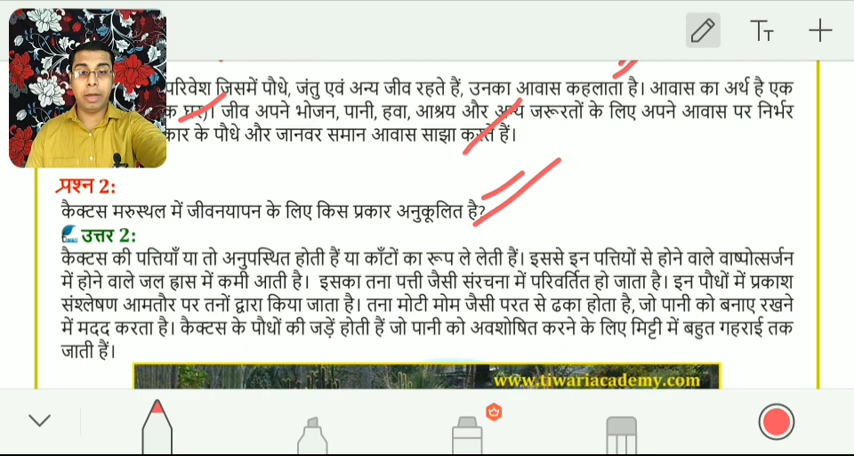 परिवेश जिसमें पौधे, जंतु एवं अन्य जीव रहते हैं, उनका आवास कहलाता है। आवास का अर्थ है एक
जीव अपने भोजन, पानी, हवा, आश्रय और अन्य जरूरतों के लिए अपने आवास पर निर्भर
कार के पौधे और जानवर समान आवास साझा करते हैं।
प्रश्न 2:
कैक्टस मरुस्थल में जीवनयापन के लिए किस प्रकार अनुकूलित है?
उत्तर 2:
कैक्टस की पत्तियाँ या तो अनुपस्थित होती हैं या काँटों का रूप ले लेती हैं। इससे इन पत्तियों से होने वाले वाष्पोत्सर्जन
में होने वाले जल ह्रास में कमी आती है। इसका तना पत्ती जैसी संरचना में परिवर्तित हो जाता है। इन पौधों में प्रकाश
संश्लेषण आमतौर पर तनों द्वारा किया जाता है। तना मोटी मोम जैसी परत से ढका होता है, जो पानी को बनाए रखने
में मदद करता है। कैक्टस के पौधों की जड़ें होती हैं जो पानी को अवशोषित करने के लिए मिट्टी में बहुत गहराई तक
जाती हैं।
www.tiwariacademy.com